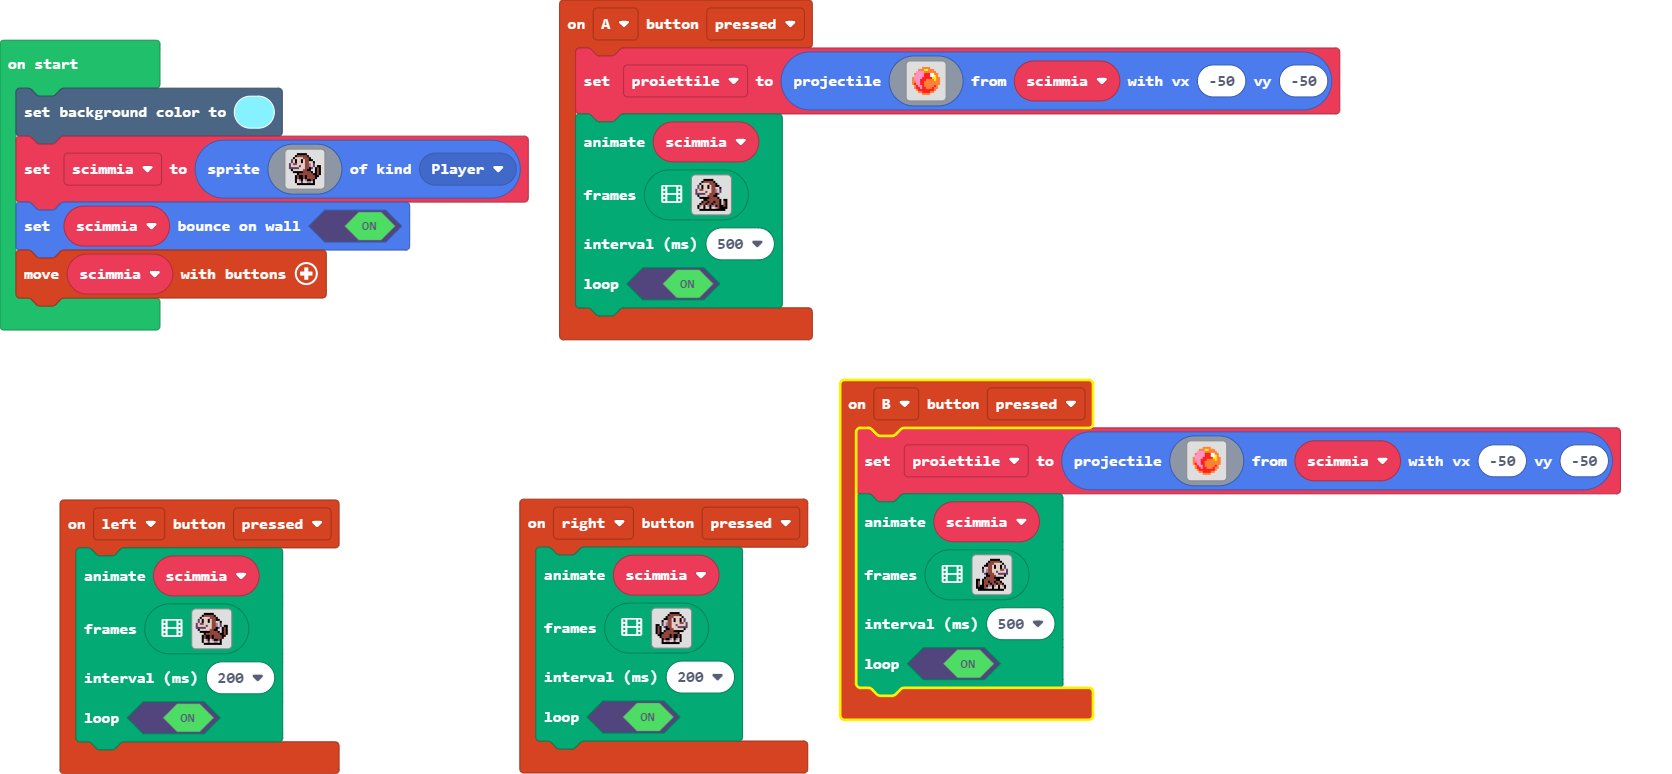 on start
set background color to
set scimmia to sprite of kind Player
set scimmia bounce on wall ON
move scimmia with buttons
on A button pressed
set proiettile to projectile from scimmia with vx -50 vy -50
animate scimmia
frames
interval (ms) 500
loop ON
on B button pressed
set proiettile to projectile from scimmia with vx -50 vy -50
animate scimmia
frames
interval (ms) 500
loop ON
on left button pressed
animate scimmia
frames
interval (ms) 200
loop ON
on right button pressed
animate scimmia
frames
interval (ms) 200
loop ON